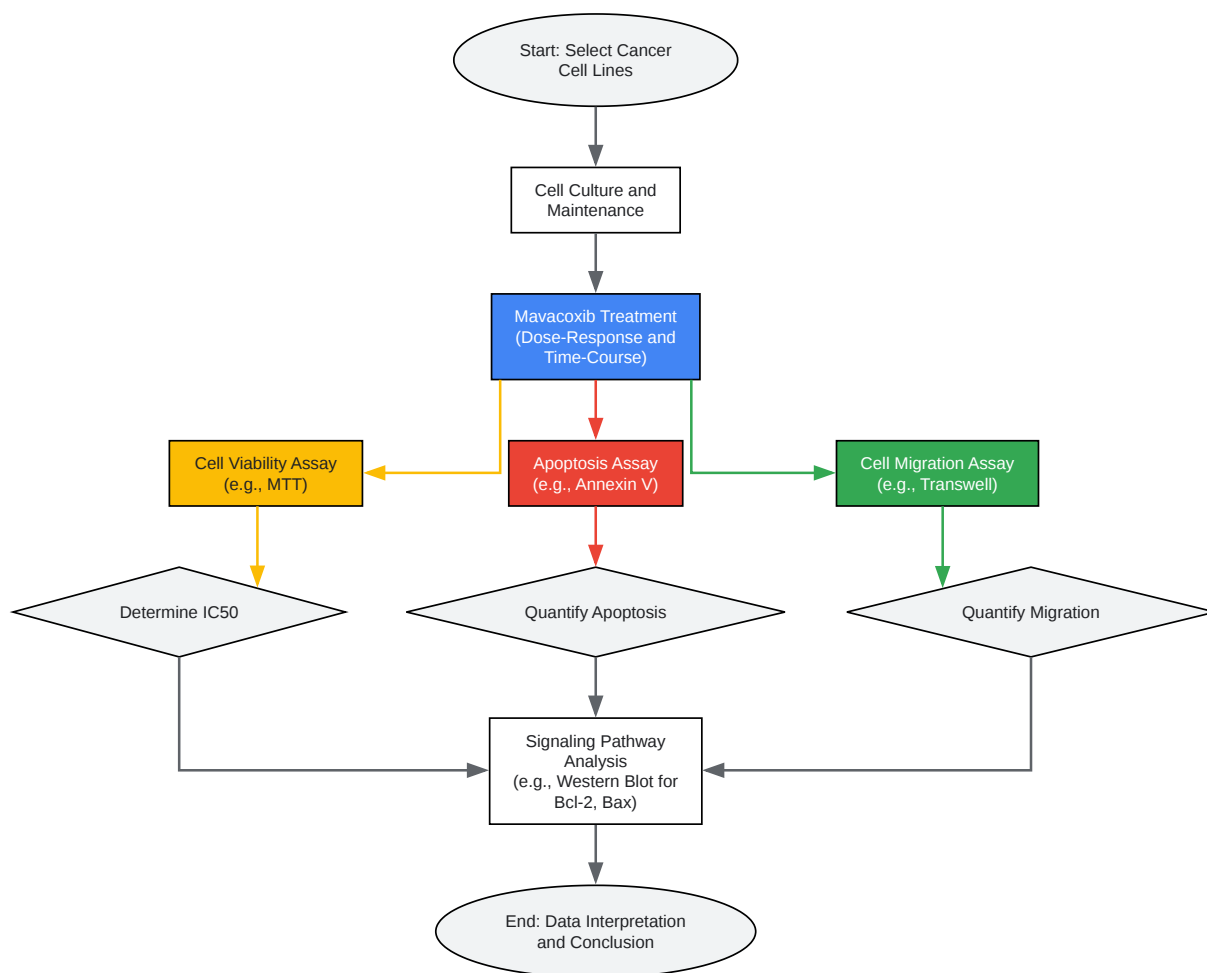 Start: Select Cancer
Cell Lines
Cell Culture and
Maintenance
Mavacoxib Treatment
(Dose-Response and
Time-Course)
Cell Viability Assay
(e.g., MTT)
Apoptosis Assay
(e.g., Annexin V)
Cell Migration Assay
(e.g., Transwell)
Determine IC50
Quantify Apoptosis
Quantify Migration
Signaling Pathway
Analysis
(e.g., Western Blot for
Bcl-2, Bax)
End: Data Interpretation
and Conclusion